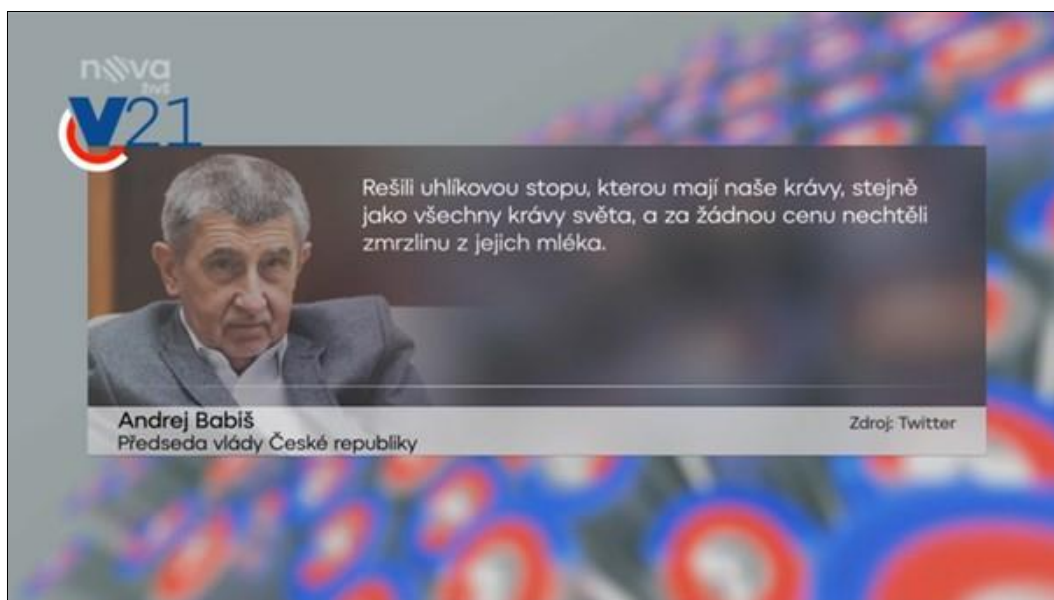 nova
živě
V21
Rešili uhlíkovou stopu, kterou mají naše krávy, stejně
jako všechny krávy světa, a za žádnou cenu nechtěli
zmrzlinu z jejich mléka.
Andrej Babiš
Zdroj: Twitter
Předseda vlády České republiky